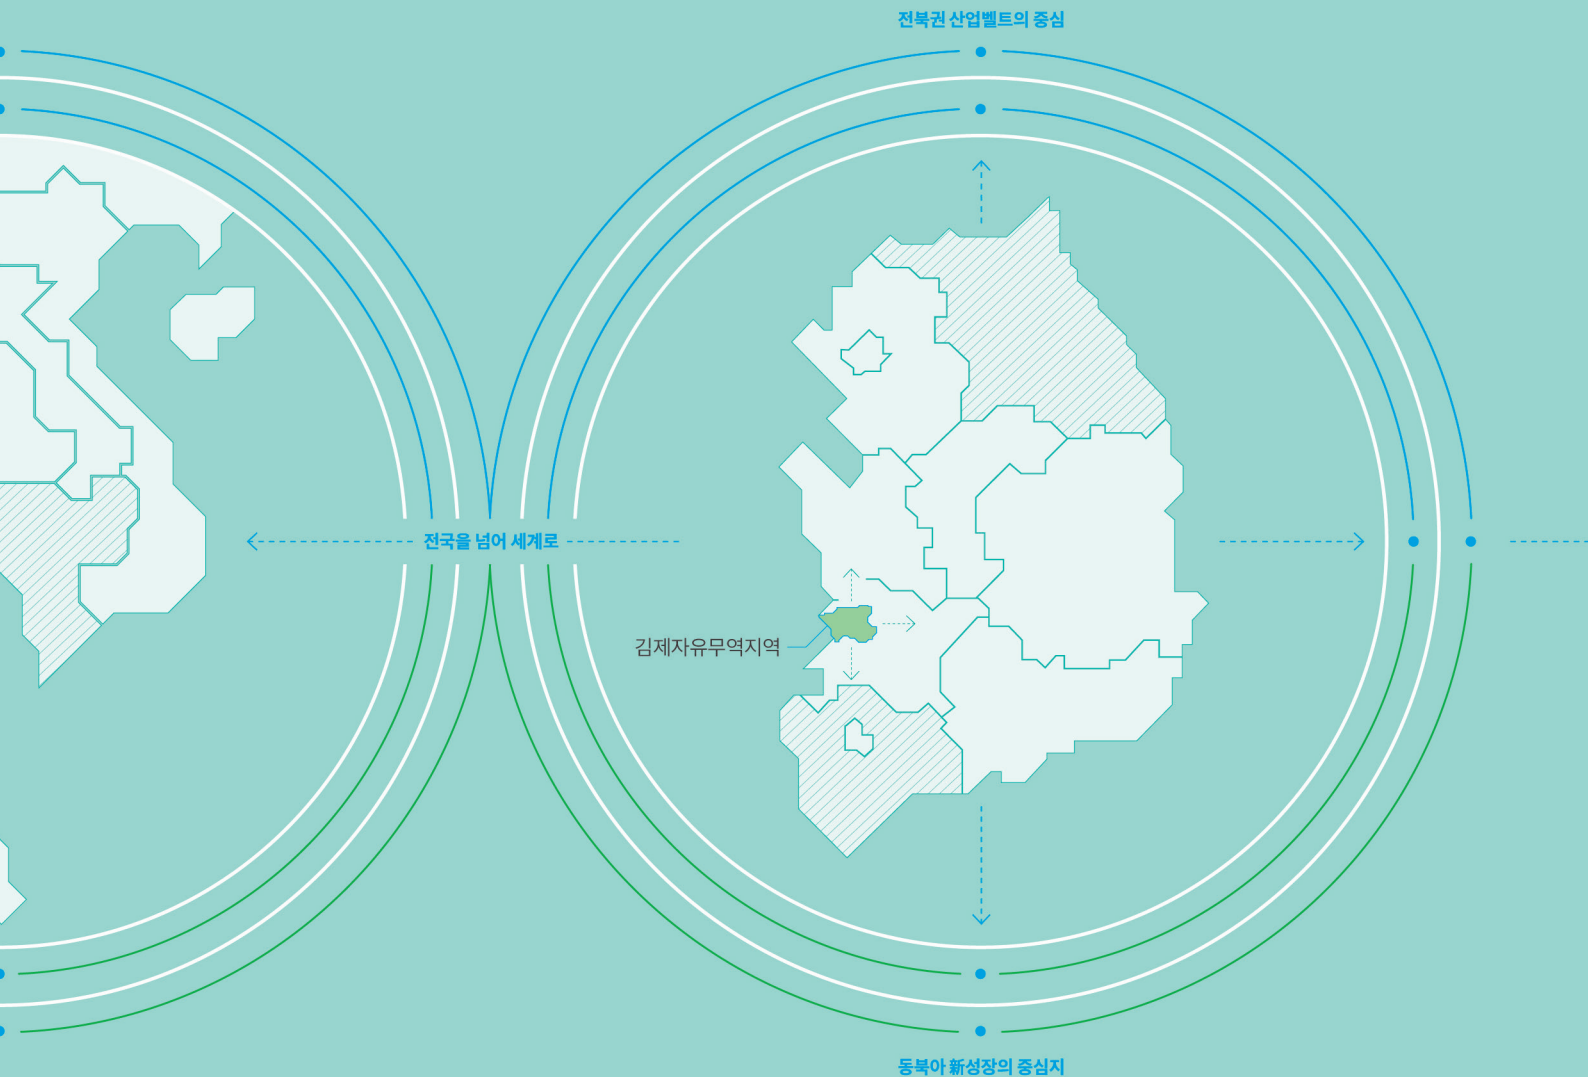 전북권 산업벨트의 중심
전국을 넘어 세계로
김제자유무역지역
동북아 新성장의 중심지